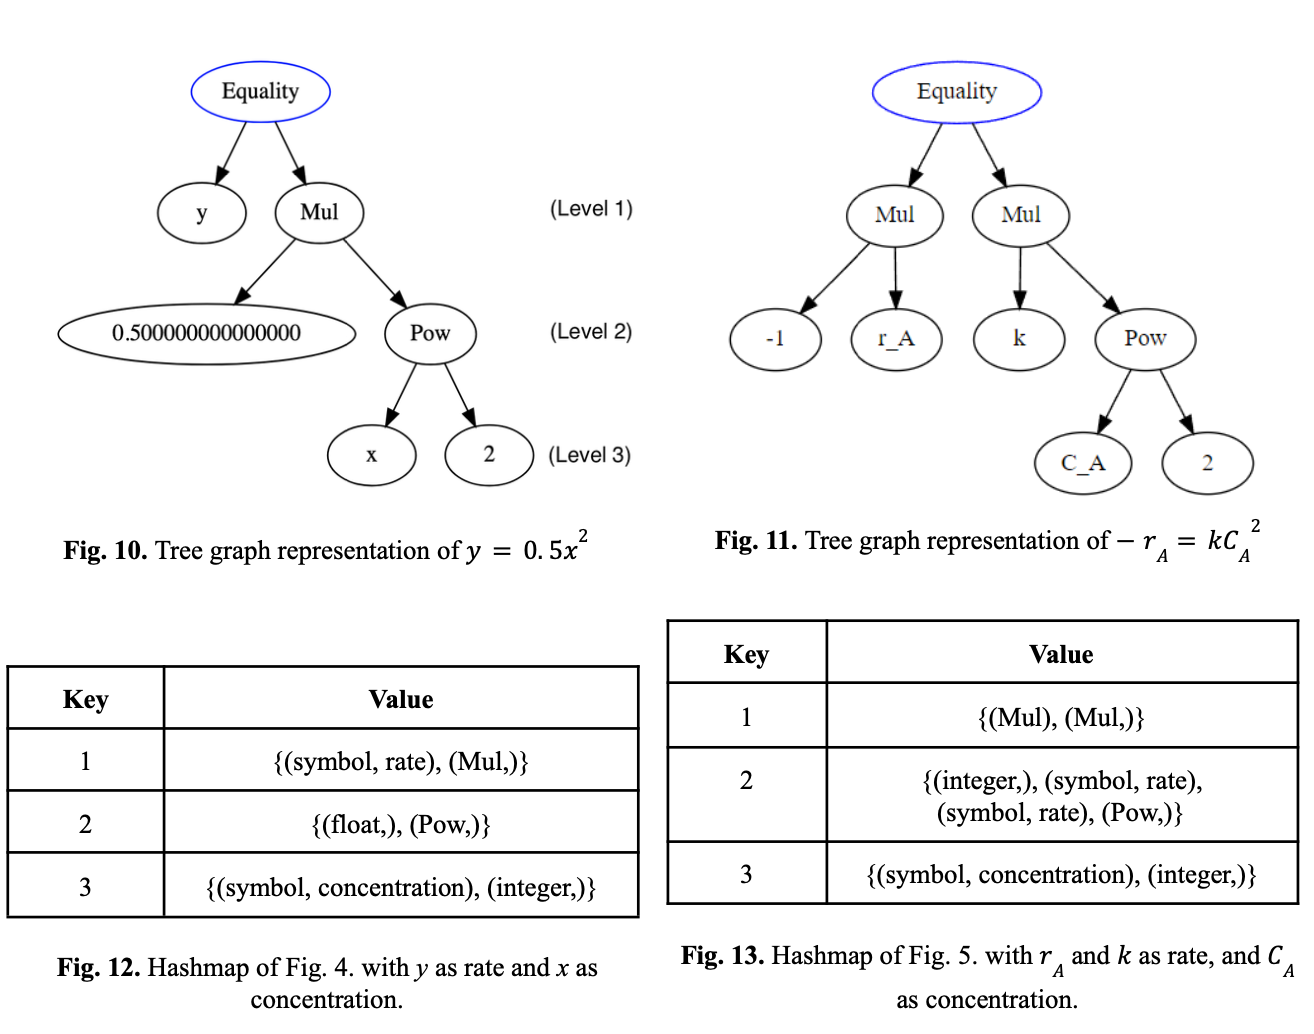 Equality
y
Mul
(Level 1)
0.500000000000000
Pow
(Level 2)
x
2
(Level 3)
Fig. 10. Tree graph representation of y = 0.5x²
Equality
Mul
Mul
-1
r_A
k
Pow
C_A
2
Fig. 11. Tree graph representation of − r_A = kC_A²
Key Value
1 {(symbol, rate), (Mul,)}
2 {(float,), (Pow,)}
3 {(symbol, concentration), (integer,)}
Fig. 12. Hashmap of Fig. 4. with y as rate and x as
concentration.
Key Value
1 {(Mul), (Mul,)}
2 {(integer,), (symbol, rate),
(symbol, rate), (Pow,)}
3 {(symbol, concentration), (integer,)}
Fig. 13. Hashmap of Fig. 5. with r_A and k as rate, and C_A
as concentration.